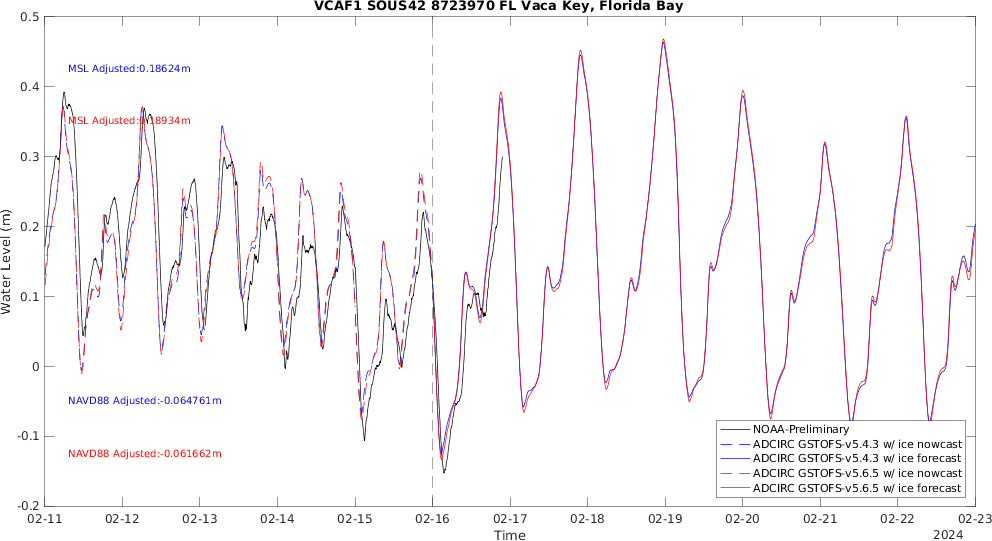 VCAF1 SOUS42 8723970 FL Vaca Key, Florida Bay
Water Level (m)
0.5
0.4
0.3
0.2
0.1
0
-0.1
-0.2
MSL Adjusted:0.18624m
MSL Adjusted:0.18934m
NAVD88 Adjusted:-0.064761m
NAVD88 Adjusted:-0.061662m
NOAA-Preliminary
ADCIRC GSTOFS-v5.4.3 w/ ice nowcast
ADCIRC GSTOFS-v5.4.3 w/ ice forecast
ADCIRC GSTOFS-v5.6.5 w/ ice nowcast
ADCIRC GSTOFS-v5.6.5 w/ ice forecast
02-11 02-12 02-13 02-14 02-15 02-16 02-17 02-18 02-19 02-20 02-21 02-22 02-23
Time
2024